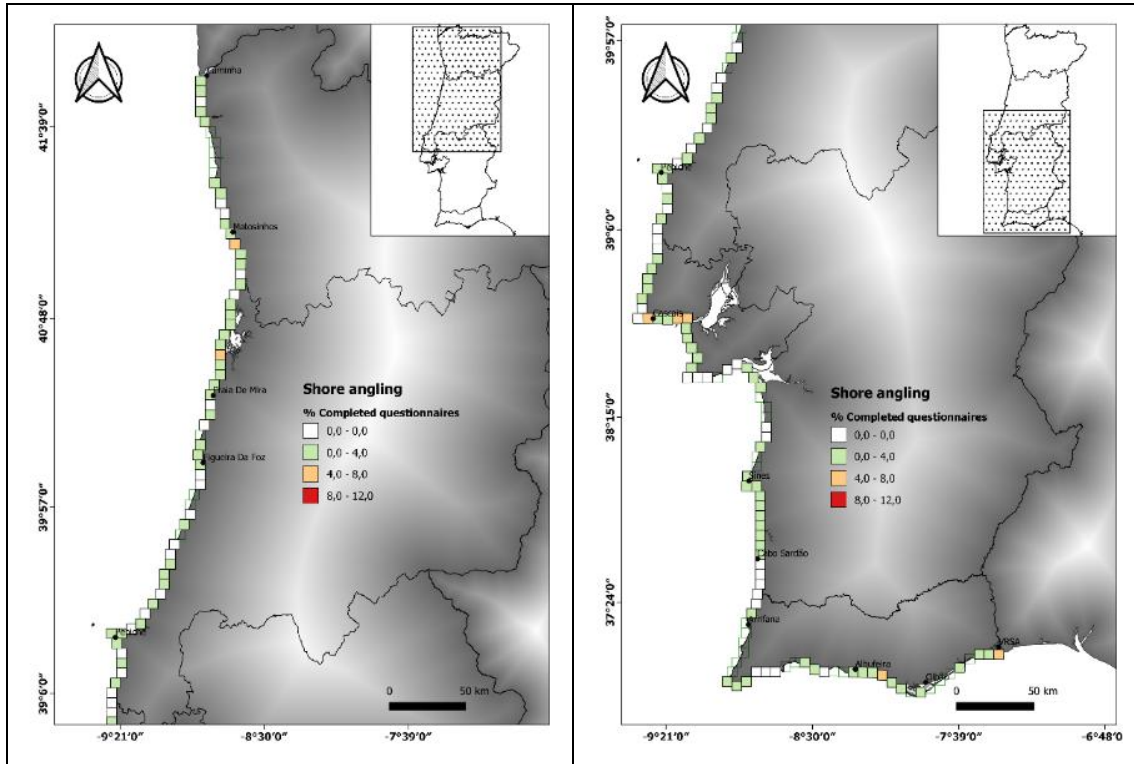 Caminha
41°39'0"
Matosinhos
40°48'0"
Praia De Mira
Shore angling
% Completed questionnaires
0,0 - 0,0
0,0 - 4,0
4,0 - 8,0
8,0 - 12,0
Figueira Da Foz
39°57'0"
Peniche
39°6'0"
0 50 km
-9°21'0" -8°30'0" -7°39'0"
39°57'0"
Peniche
39°6'0"
Cascais
Shore angling
% Completed questionnaires
0,0 - 0,0
0,0 - 4,0
4,0 - 8,0
8,0 - 12,0
38°15'0"
Sines
Cabo Sardão
37°24'0"
Arrifana
VRSA
Albufeira
Olhão
0 50 km
-9°21'0" -8°30'0" -7°39'0" -6°48'0"